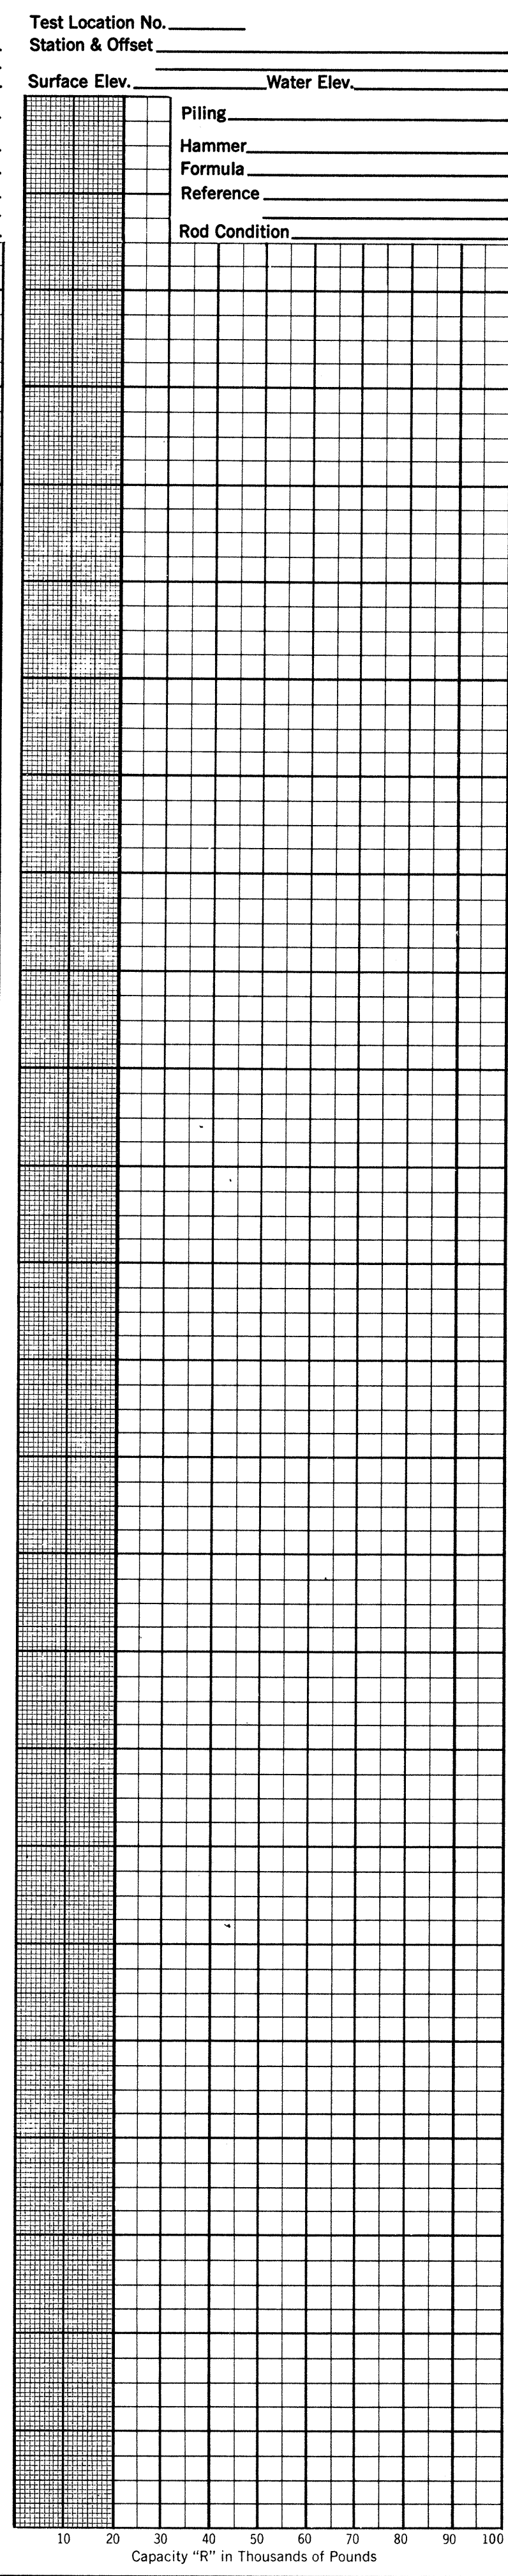 Test Location No.
Station & Offset
Surface Elev. Water Elev.
Piling
Hammer
Formula
Reference
Rod Condition
10 20 30 40 50 60 70 80 90 100
Capacity "R" in Thousands of Pounds